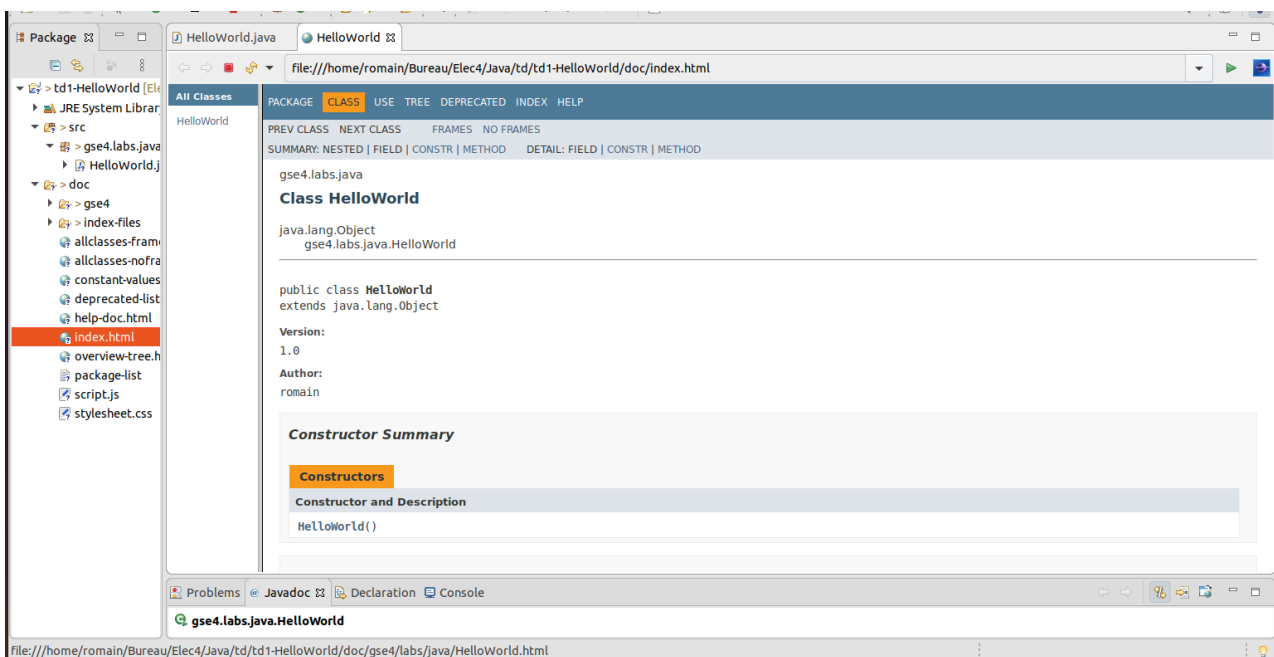 Package
HelloWorld.java
HelloWorld
file:///home/romain/Bureau/Elec4/Java/td/td1-HelloWorld/doc/index.html
> td1-HelloWorld [Ele
JRE System Librar
> src
> gse4.labs.java
HelloWorld.j
> doc
> gse4
> index-files
allclasses-fram
allclasses-nofra
constant-values
deprecated-list
help-doc.html
index.html
overview-tree.h
package-list
script.js
stylesheet.css
All Classes
HelloWorld
PACKAGE CLASS USE TREE DEPRECATED INDEX HELP
PREV CLASS NEXT CLASS FRAMES NO FRAMES
SUMMARY: NESTED | FIELD | CONSTR | METHOD DETAIL: FIELD | CONSTR | METHOD
gse4.labs.java
Class HelloWorld
java.lang.Object
gse4.labs.java.HelloWorld
public class HelloWorld
extends java.lang.Object
Version:
1.0
Author:
romain
Constructor Summary
Constructors
Constructor and Description
HelloWorld()
Problems @ Javadoc Declaration Console
gse4.labs.java.HelloWorld
file:///home/romain/Bureau/Elec4/Java/td/td1-HelloWorld/doc/gse4/labs/java/HelloWorld.html